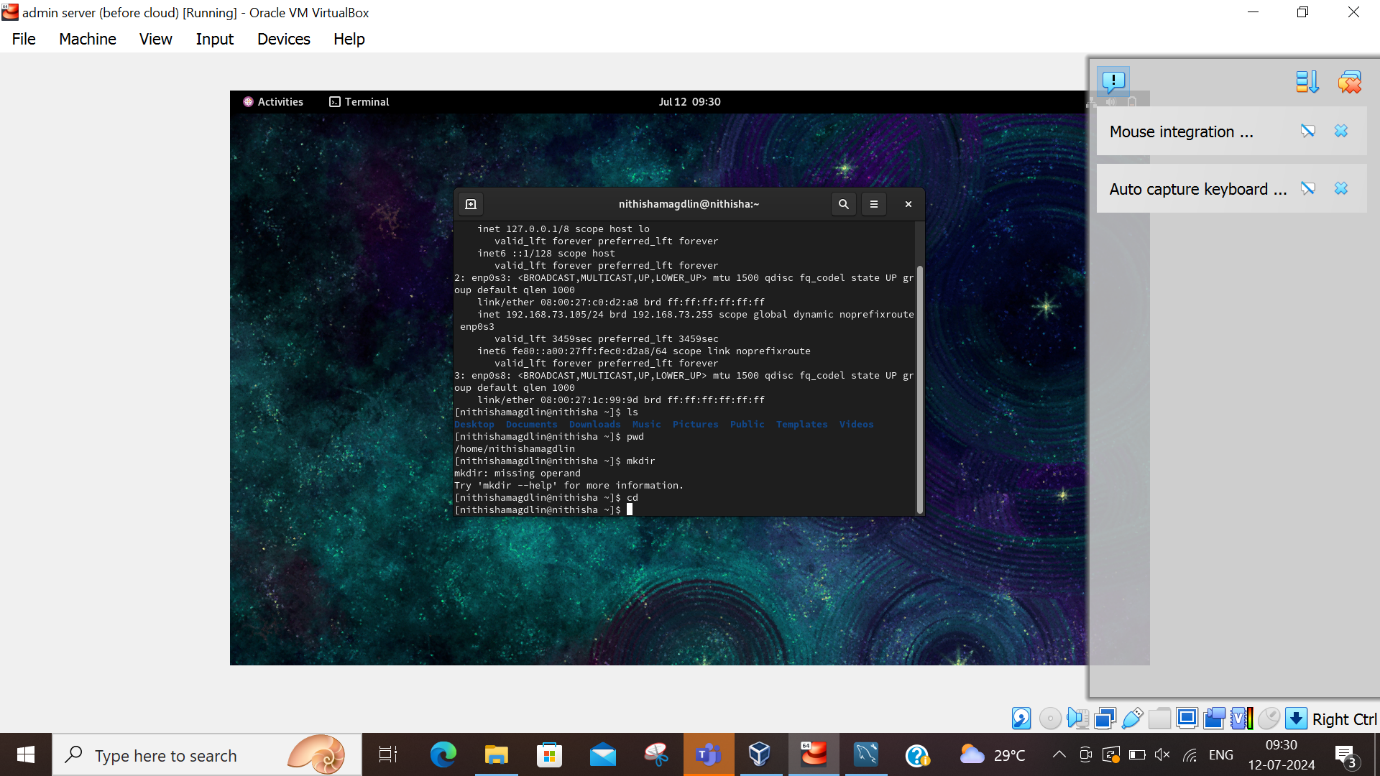 admin server (before cloud) [Running] - Oracle VM VirtualBox
File Machine View Input Devices Help
Activities Terminal Jul 12 09:30
Mouse integration ...
Auto capture keyboard ...
nithishamagdlin@nithisha:~
inet 127.0.0.1/8 scope host lo
valid_lft forever preferred_lft forever
inet6 ::1/128 scope host
valid_lft forever preferred_lft forever
2: enp0s3: <BROADCAST,MULTICAST,UP,LOWER_UP> mtu 1500 qdisc fq_codel state UP gr
oup default qlen 1000
link/ether 08:00:27:c0:d2:a8 brd ff:ff:ff:ff:ff:ff
inet 192.168.73.105/24 brd 192.168.73.255 scope global dynamic noprefixroute
enp0s3
valid_lft 3459sec preferred_lft 3459sec
inet6 fe80::a00:27ff:fec0:d2a8/64 scope link noprefixroute
valid_lft forever preferred_lft forever
3: enp0s8: <BROADCAST,MULTICAST,UP,LOWER_UP> mtu 1500 qdisc fq_codel state UP gr
oup default qlen 1000
link/ether 08:00:27:1c:99:9d brd ff:ff:ff:ff:ff:ff
[nithishamagdlin@nithisha ~]$ ls
Desktop Documents Downloads Music Pictures Public Templates Videos
[nithishamagdlin@nithisha ~]$ pwd
/home/nithishamagdlin
[nithishamagdlin@nithisha ~]$ mkdir
mkdir: missing operand
Try 'mkdir --help' for more information.
[nithishamagdlin@nithisha ~]$ cd
[nithishamagdlin@nithisha ~]$
Right Ctrl
Type here to search
64
29°C
ENG
09:30
12-07-2024
3